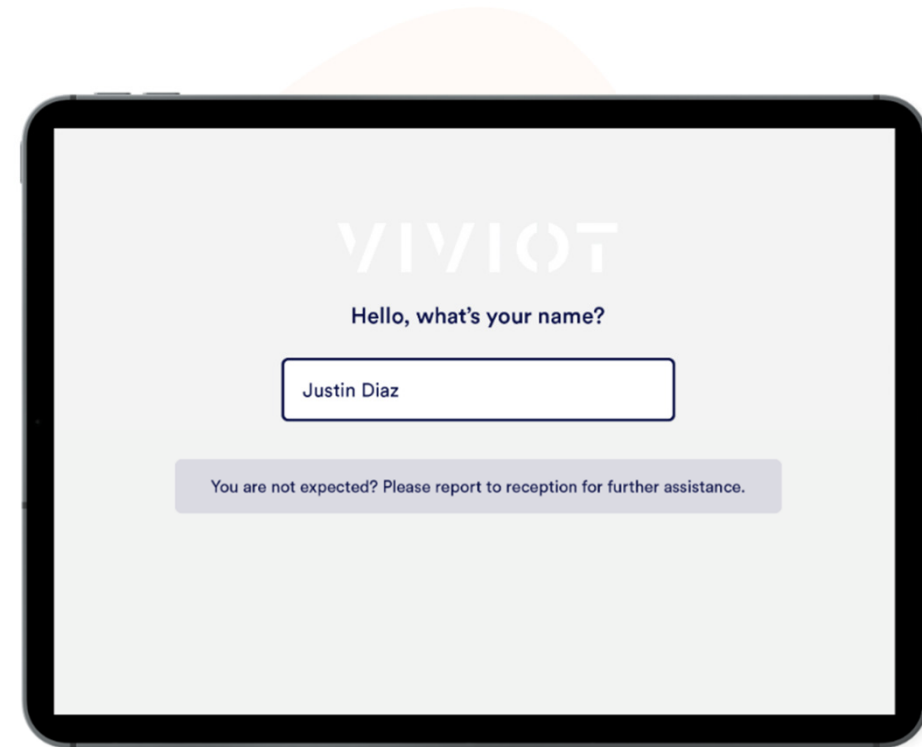 VIVIOT
Hello, what's your name?
Justin Diaz
You are not expected? Please report to reception for further assistance.